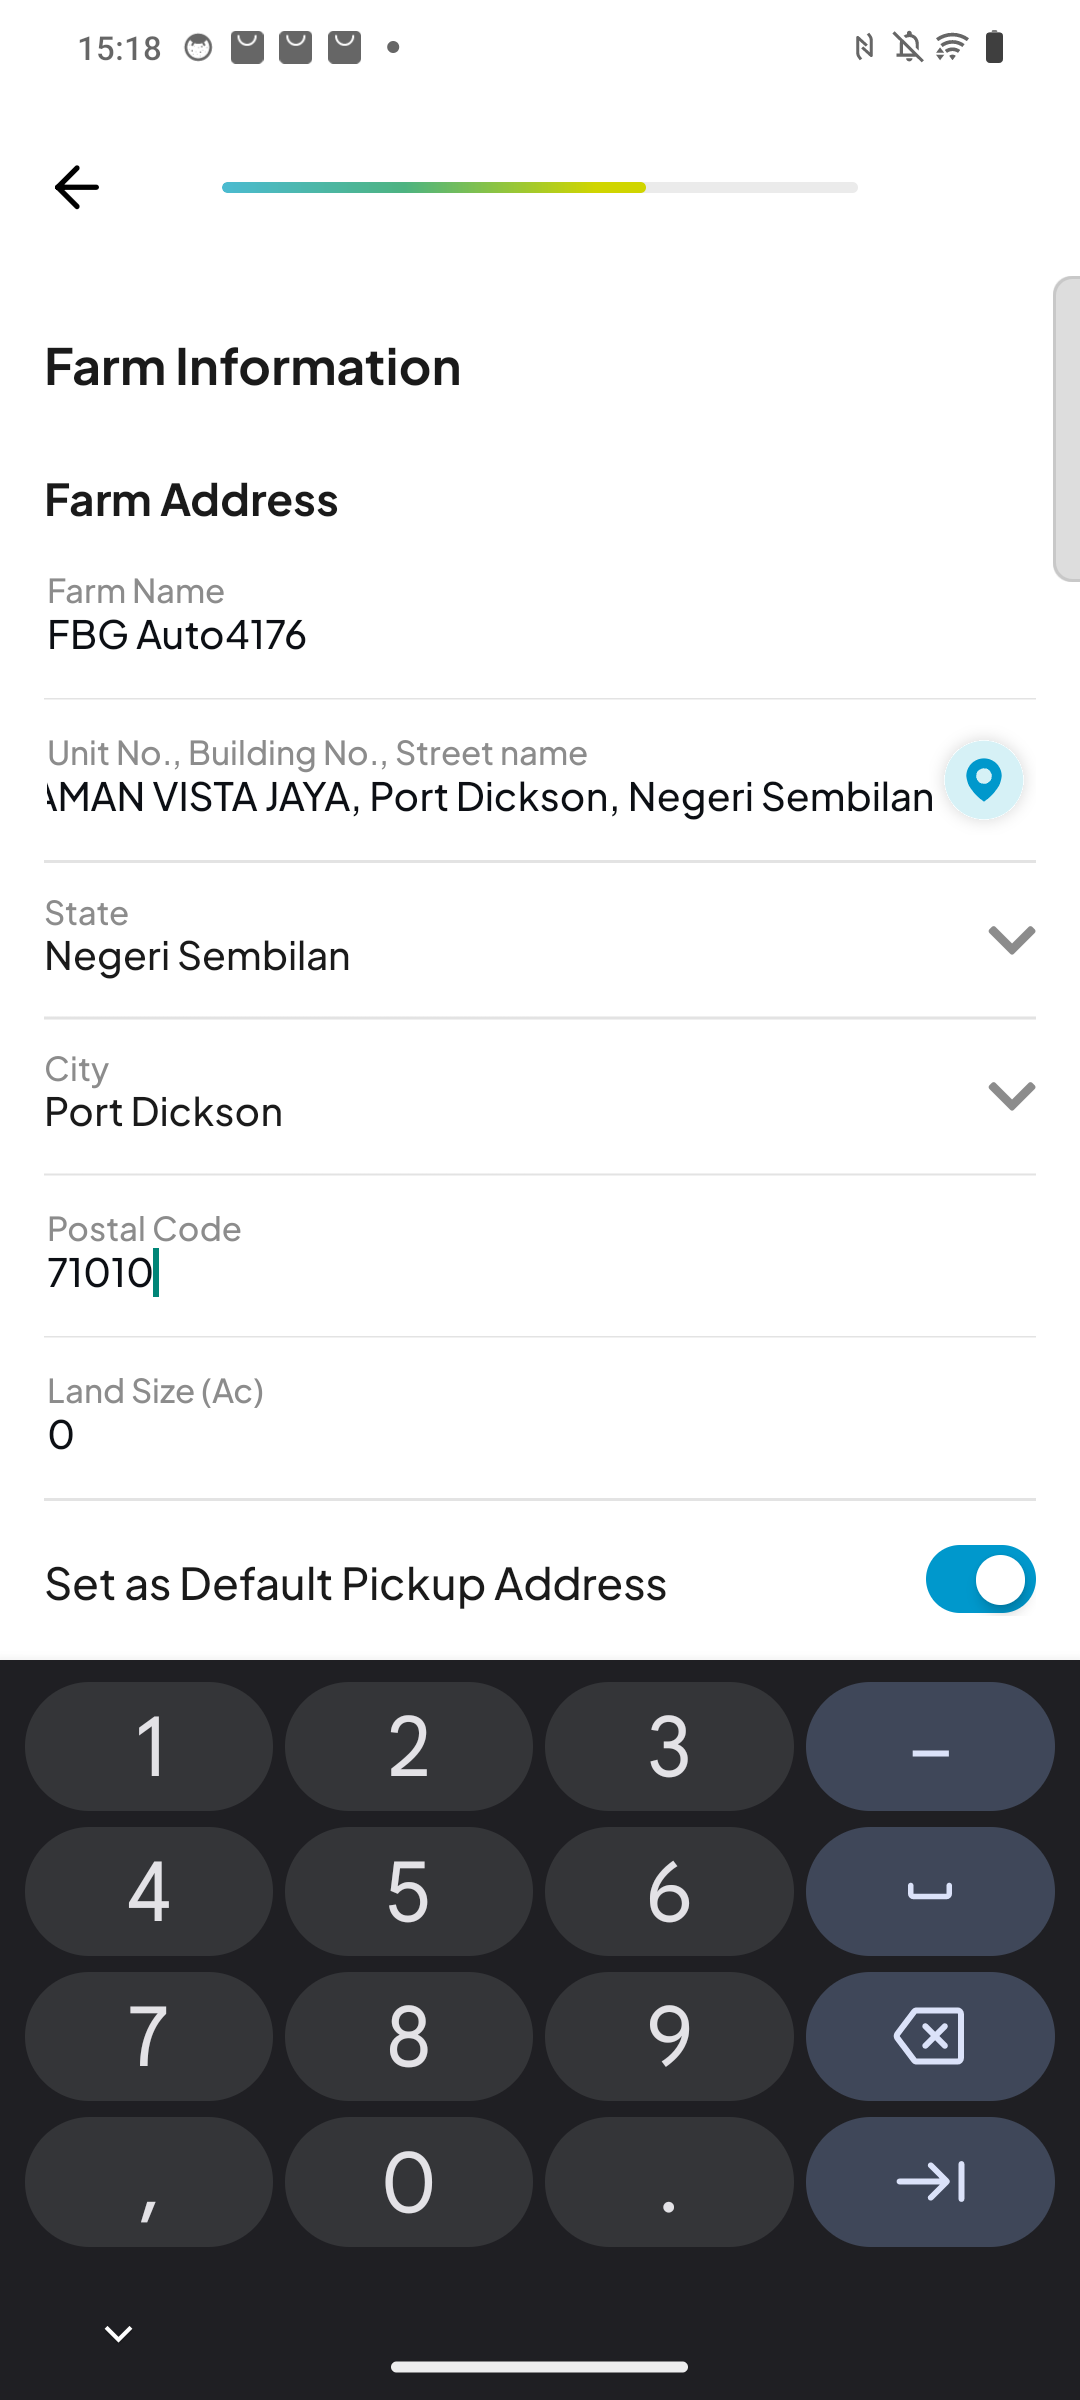 15:18
Farm Information
Farm Address
Farm Name
FBG Auto4176
Unit No., Building No., Street name
AMAN VISTA JAYA, Port Dickson, Negeri Sembilan
State
Negeri Sembilan
City
Port Dickson
Postal Code
71010
Land Size (Ac)
0
Set as Default Pickup Address
1 2 3 –
4 5 6
7 8 9
, 0 .